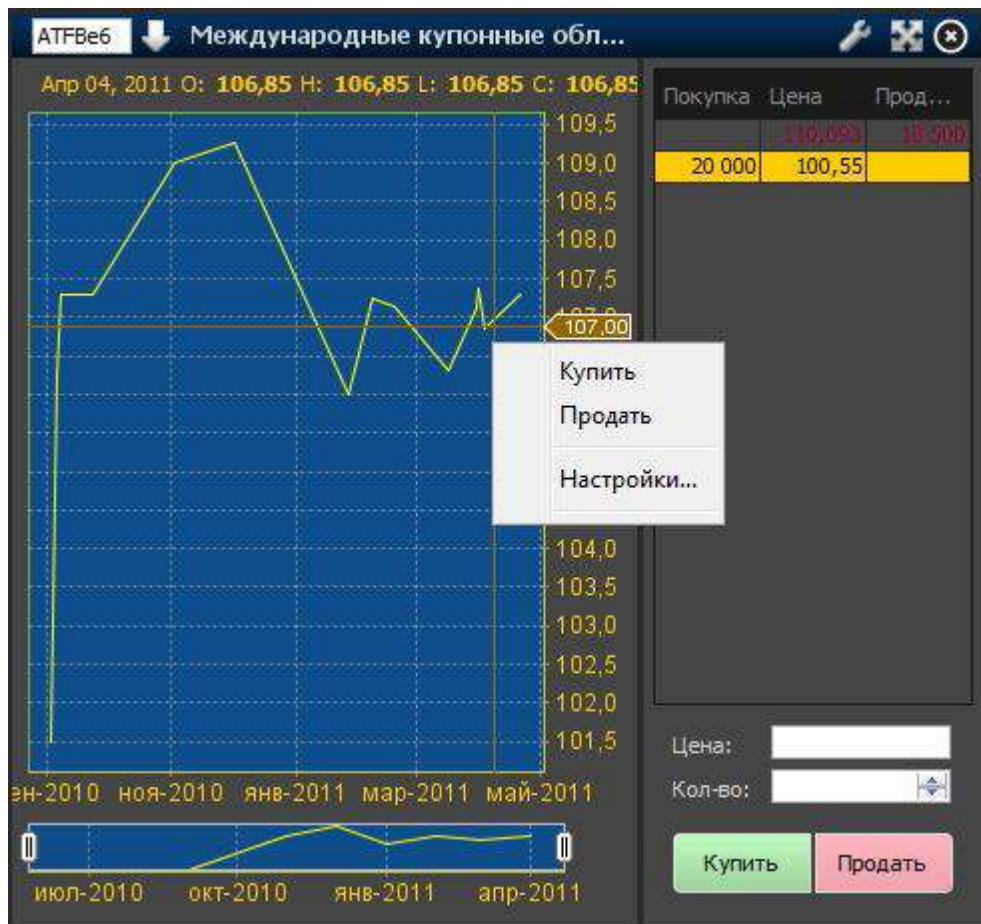 ATFBe6 Международные купонные обл...
Апр 04, 2011 O: 106,85 H: 106,85 L: 106,85 C: 106,85
109,5
109,0
108,5
108,0
107,5
107,00
104,0
103,5
103,0
102,5
102,0
101,5
ен-2010 ноя-2010 янв-2011 мар-2011 май-2011
июл-2010 окт-2010 янв-2011 апр-2011
Купить
Продать
Настройки...
Покупка Цена Прод...
20 000 100,55
Цена:
Кол-во:
Купить Продать